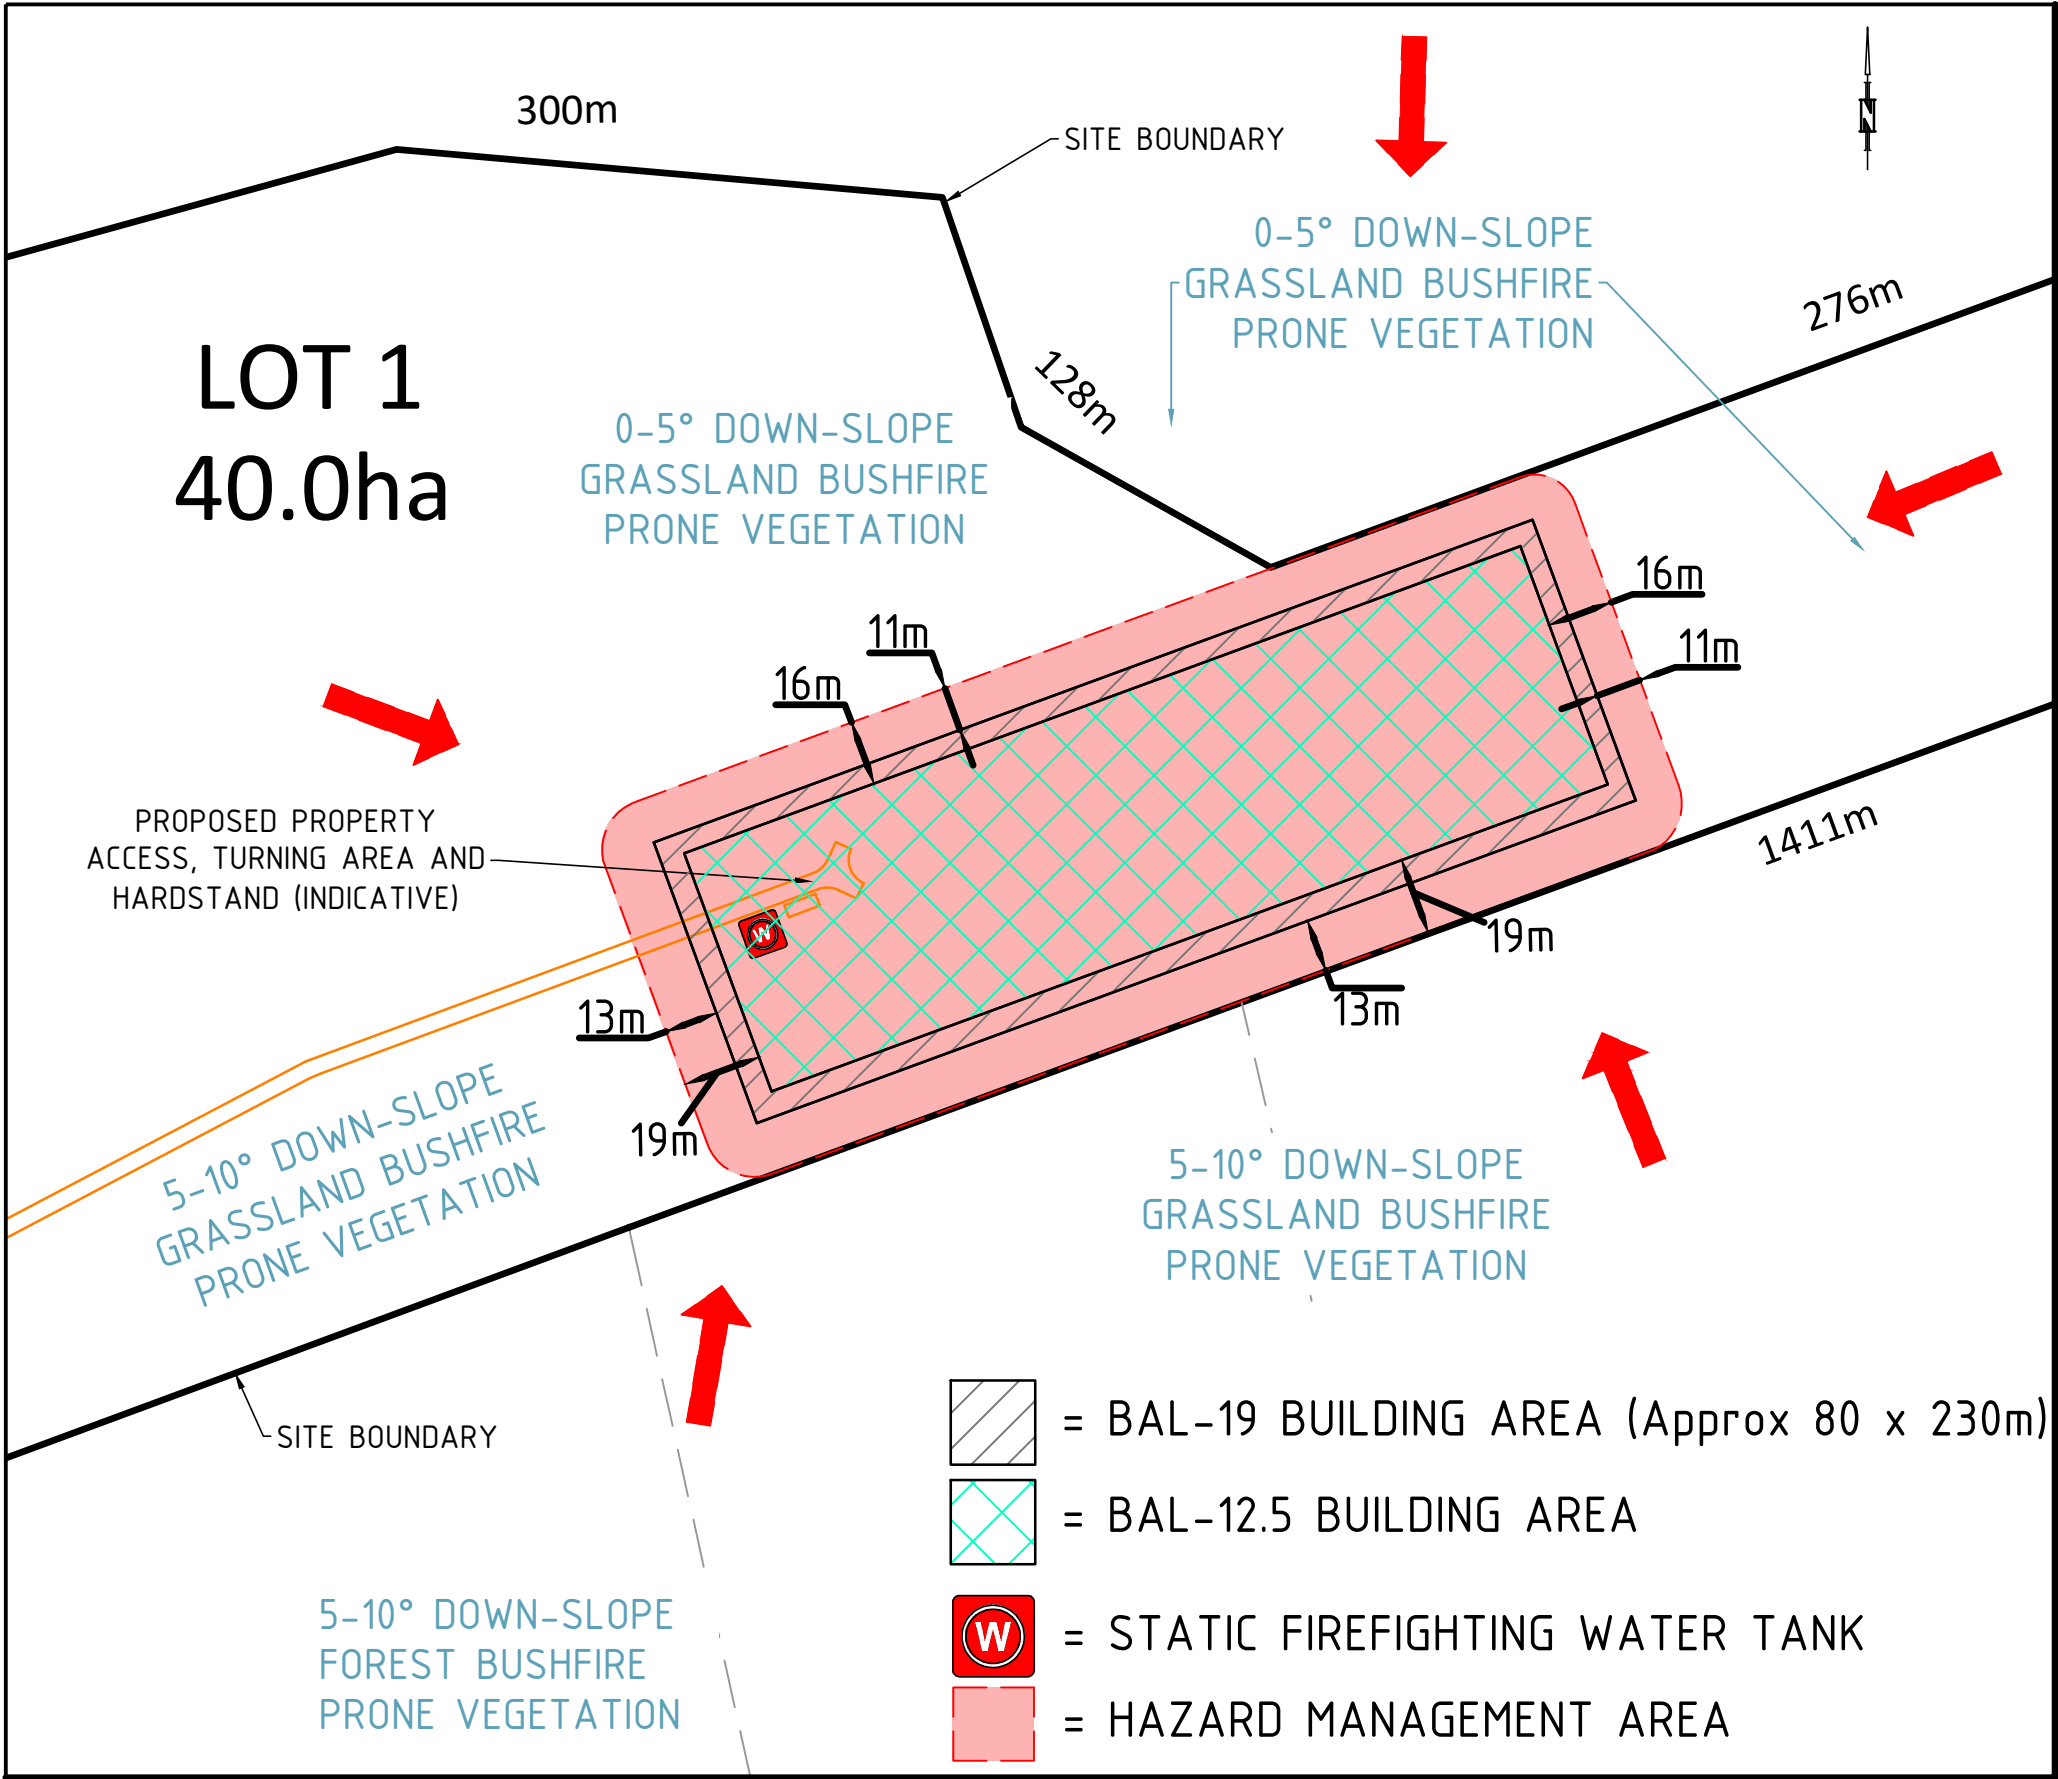 300m
SITE BOUNDARY
N
0-5° DOWN-SLOPE
GRASSLAND BUSHFIRE
PRONE VEGETATION
276m
LOT 1
40.0ha
128m
0-5° DOWN-SLOPE
GRASSLAND BUSHFIRE
PRONE VEGETATION
16m
11m
11m
16m
PROPOSED PROPERTY
ACCESS, TURNING AREA AND
HARDSTAND (INDICATIVE)
1411m
W
19m
13m
13m
19m
5-10° DOWN-SLOPE
GRASSLAND BUSHFIRE
PRONE VEGETATION
5-10° DOWN-SLOPE
GRASSLAND BUSHFIRE
PRONE VEGETATION
SITE BOUNDARY
= BAL-19 BUILDING AREA (Approx 80 x 230m)
= BAL-12.5 BUILDING AREA
W = STATIC FIREFIGHTING WATER TANK
= HAZARD MANAGEMENT AREA
5-10° DOWN-SLOPE
FOREST BUSHFIRE
PRONE VEGETATION